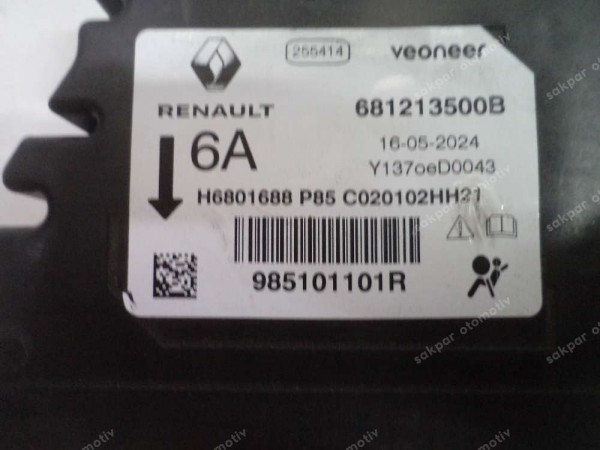 255414
veoneer
RENAULT
681213500B
6A
16-05-2024
Y137oeD0043
H6801688 P85 C020102HH21
985101101R
sakpar otomotiv
sakpar otomotiv
sakpar otomotiv